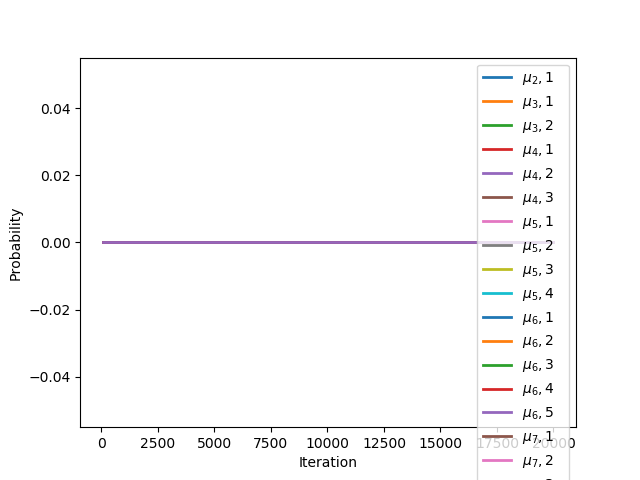 0.04
0.02
0.00
−0.02
−0.04
Probability
0
2500
5000
7500
10000
12500
15000
17500
20000
Iteration
μ₂, 1
μ₃, 1
μ₃, 2
μ₄, 1
μ₄, 2
μ₄, 3
μ₅, 1
μ₅, 2
μ₅, 3
μ₅, 4
μ₆, 1
μ₆, 2
μ₆, 3
μ₆, 4
μ₆, 5
μ₇, 1
μ₇, 2